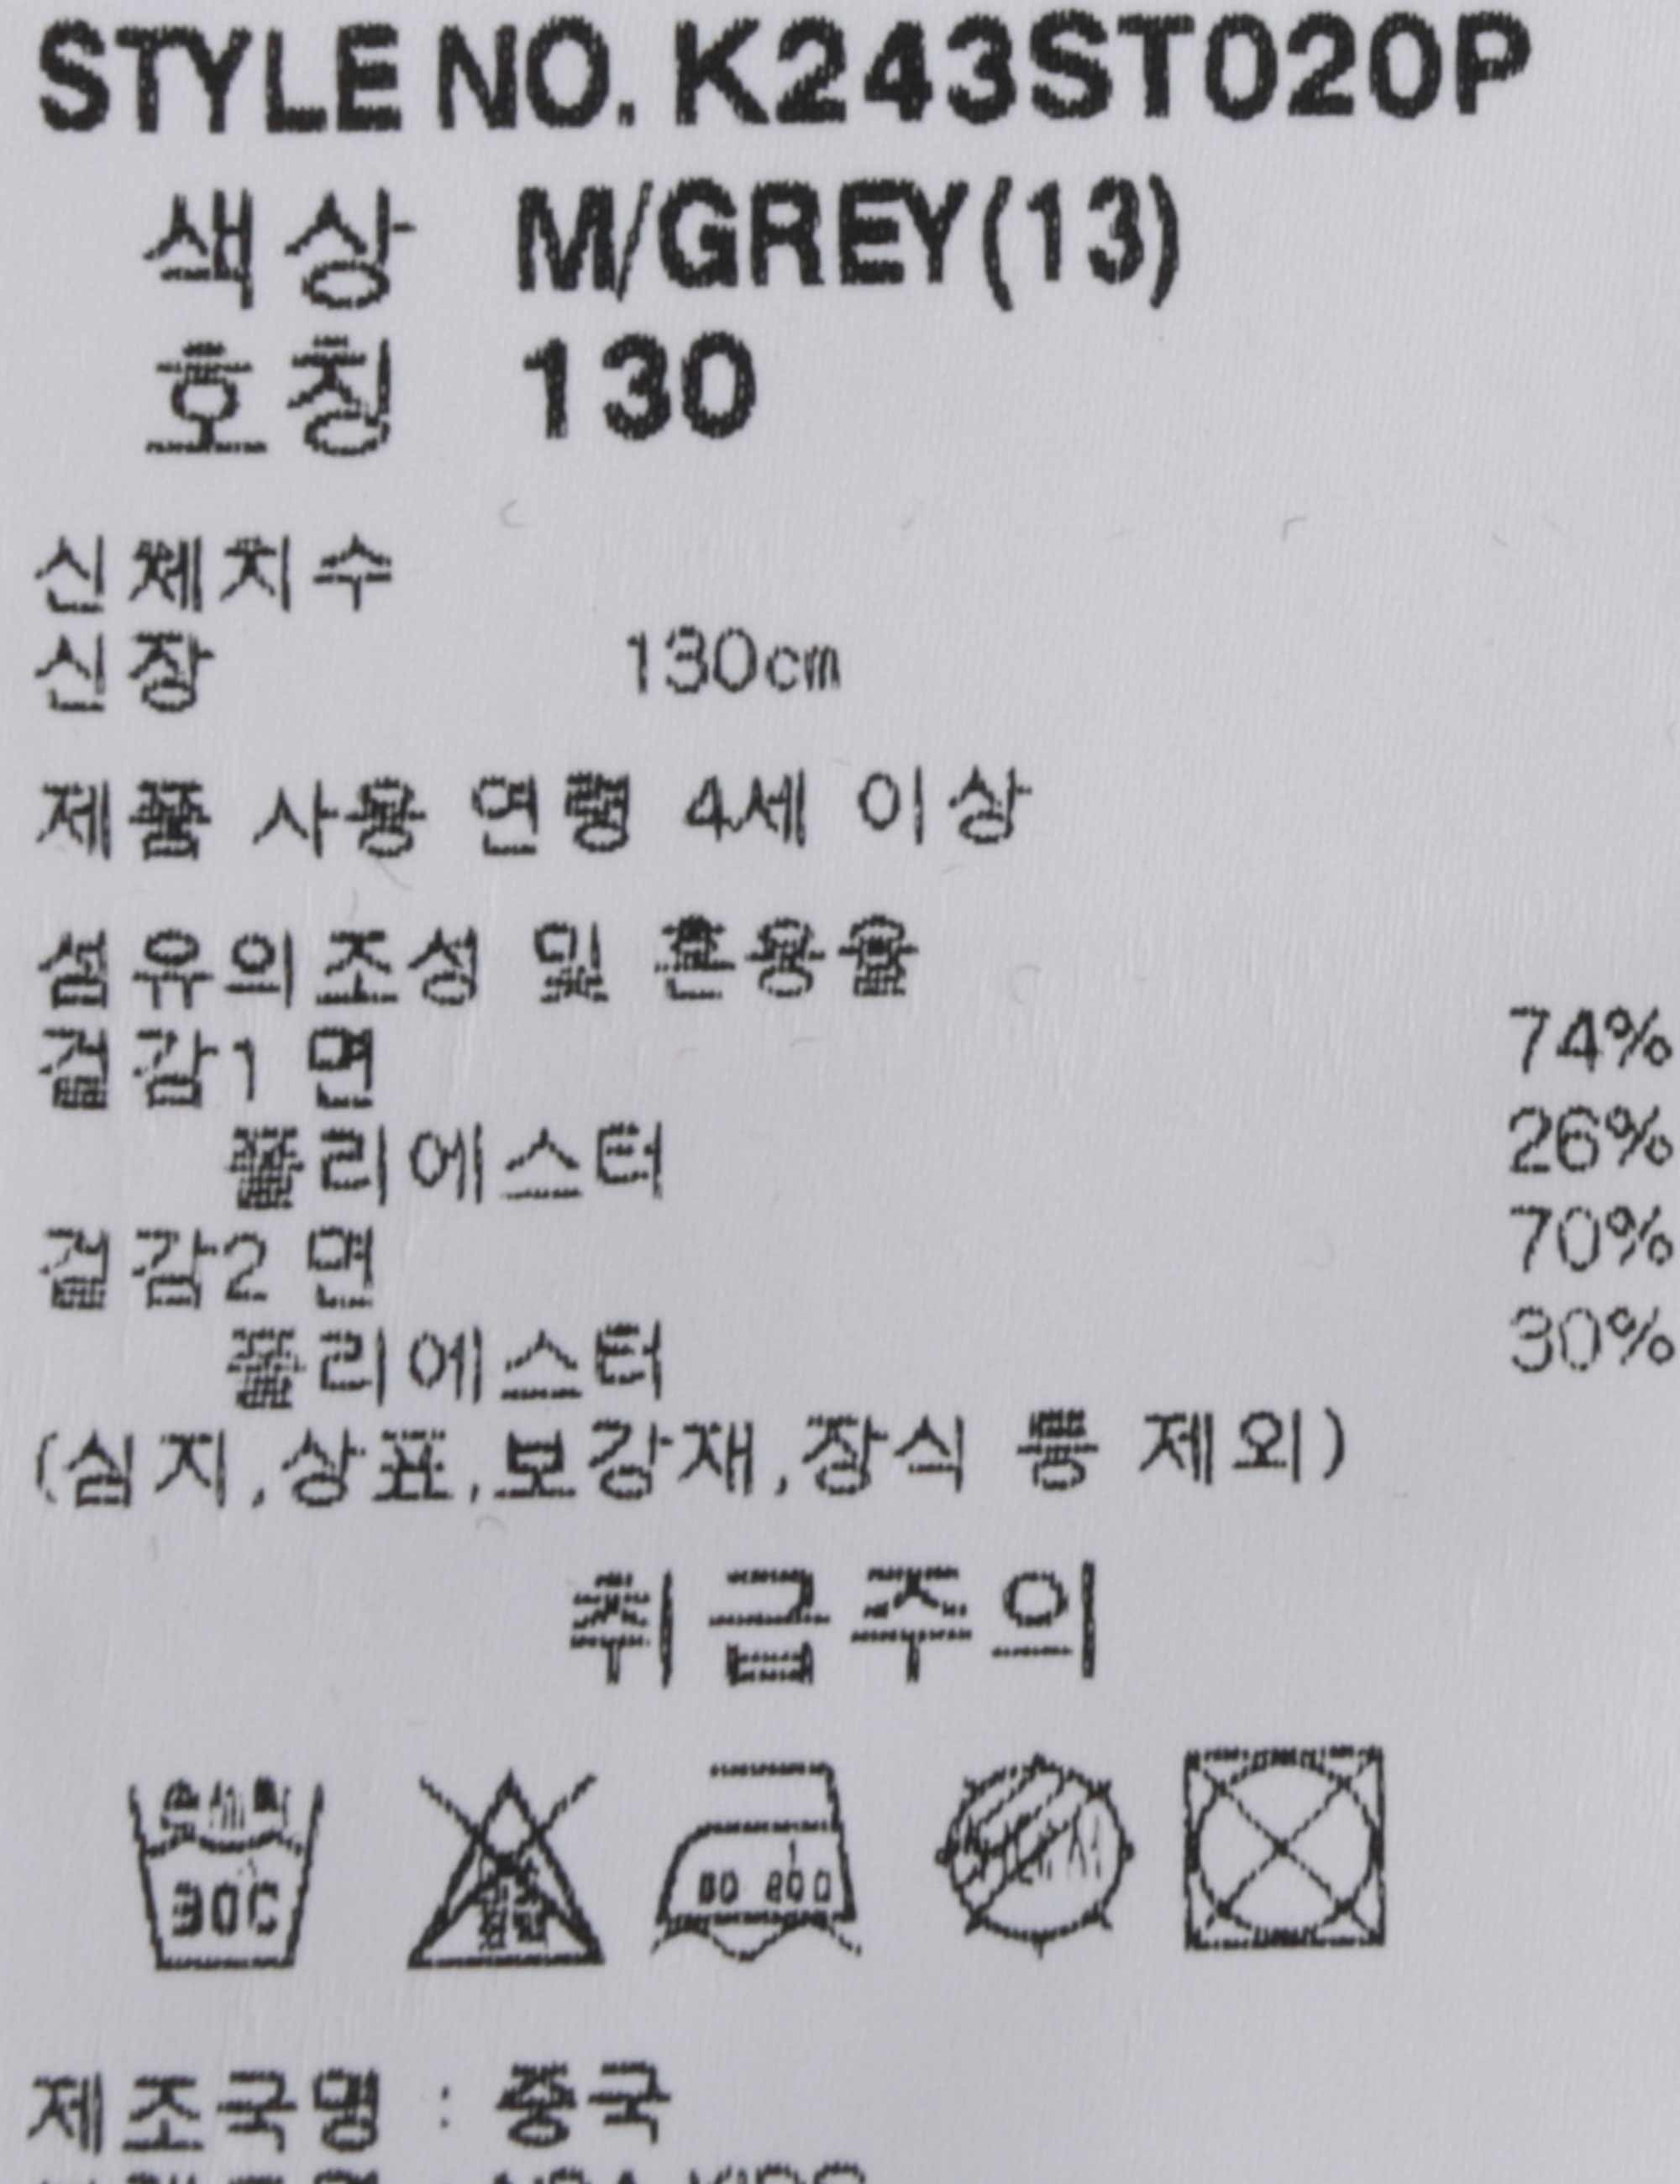 STYLE NO. K243ST020P
색상 M/GREY(13)
호칭 130
신체치수
신장 130cm
제품 사용 연령 4세 이상
섬유의조성 및 혼용율
겉감1 면 74%
폴리에스터 26%
겉감2 면 70%
폴리에스터 30%
(심지,상표,보강재,장식 등 제외)
취급주의
30C
제조국명 : 중국